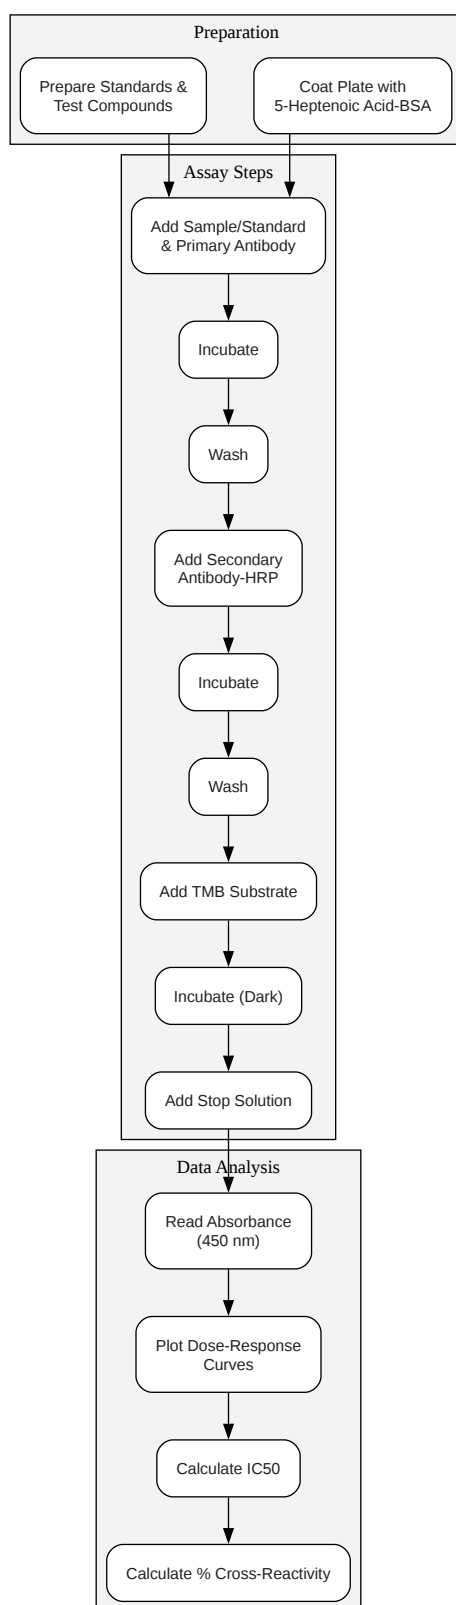 Preparation
Prepare Standards &
Test Compounds
Coat Plate with
5-Heptenoic Acid-BSA
Assay Steps
Add Sample/Standard
& Primary Antibody
Incubate
Wash
Add Secondary
Antibody-HRP
Incubate
Wash
Add TMB Substrate
Incubate (Dark)
Add Stop Solution
Data Analysis
Read Absorbance
(450 nm)
Plot Dose-Response
Curves
Calculate IC50
Calculate % Cross-Reactivity